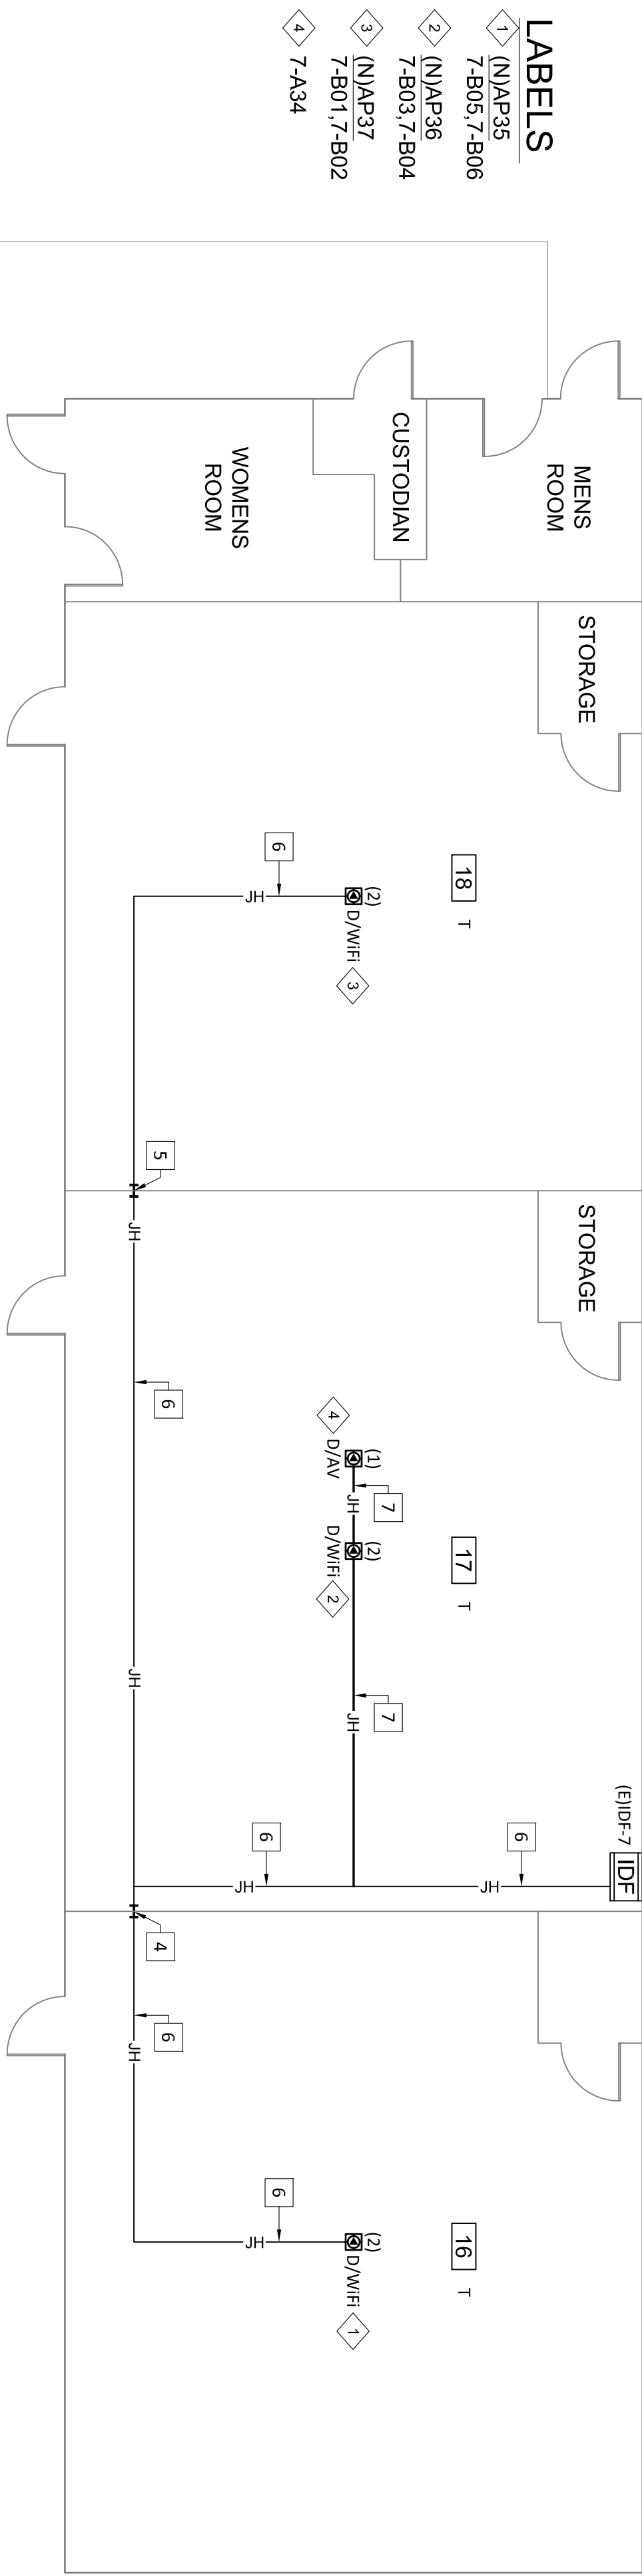 LABELS
1 (N)AP35
7-B05,7-B06
2 (N)AP36
7-B03,7-B04
3 (N)AP37
7-B01,7-B02
4 7-A34
MENS
ROOM
CUSTODIAN
WOMENS
ROOM
STORAGE
18
T
(2)
D/WiFi
3
6
JH
5
STORAGE
JH
6
17
T
(1)
4
D/AV
7
JH
(2)
D/WiFi
2
7
JH
JH
(E)IDF-7
IDF
6
JH
6
JH
4
6
JH
16
T
(2)
D/WiFi
1
6
JH